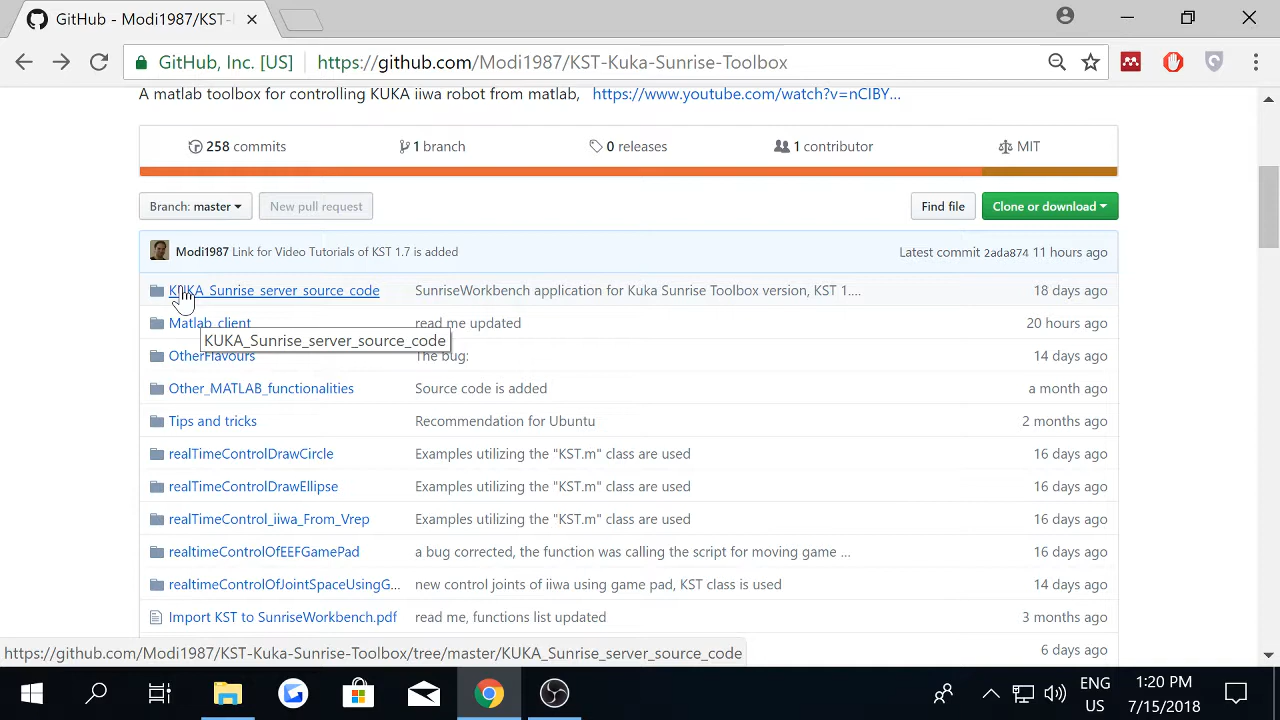 GitHub - Modi1987/KST-
GitHub, Inc. [US] https://github.com/Modi1987/KST-Kuka-Sunrise-Toolbox
A matlab toolbox for controlling KUKA iiwa robot from matlab, https://www.youtube.com/watch?v=nCIBY...
258 commits 1 branch 0 releases 1 contributor MIT
Branch: master New pull request Find file Clone or download
Modi1987 Link for Video Tutorials of KST 1.7 is added Latest commit 2ada874 11 hours ago
KUKA_Sunrise_server_source_code SunriseWorkbench application for Kuka Sunrise Toolbox version, KST 1.... 18 days ago
Matlab_client read me updated 20 hours ago
KUKA_Sunrise_server_source_code
OtherFlavours The bug: 14 days ago
Other_MATLAB_functionalities Source code is added a month ago
Tips and tricks Recommendation for Ubuntu 2 months ago
realTimeControlDrawCircle Examples utilizing the "KST.m" class are used 16 days ago
realTimeControlDrawEllipse Examples utilizing the "KST.m" class are used 16 days ago
realTimeControl_iiwa_From_Vrep Examples utilizing the "KST.m" class are used 16 days ago
realtimeControlOfEEFGamePad a bug corrected, the function was calling the script for moving game ... 16 days ago
realtimeControlOfJointSpaceUsingG... new control joints of iiwa using game pad, KST class is used 14 days ago
Import KST to SunriseWorkbench.pdf read me, functions list updated 3 months ago
https://github.com/Modi1987/KST-Kuka-Sunrise-Toolbox/tree/master/KUKA_Sunrise_server_source_code 6 days ago
ENG 1:20 PM
US 7/15/2018